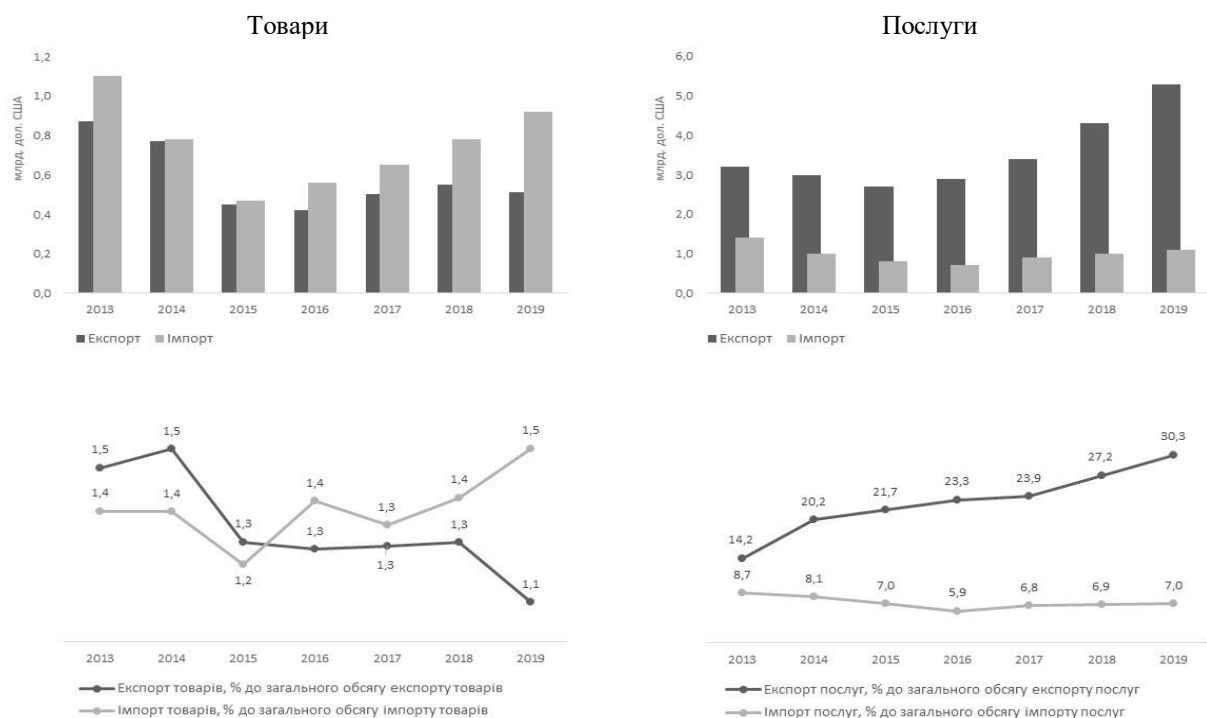 Товари
млрд. дол. США
1,2
1,0
0,8
0,6
0,4
0,2
0,0
2013 2014 2015 2016 2017 2018 2019
Експорт Імпорт
Послуги
млрд. дол. США
6,0
5,0
4,0
3,0
2,0
1,0
0,0
2013 2014 2015 2016 2017 2018 2019
Експорт Імпорт
1,5 1,5 1,3 1,3 1,3 1,3 1,1
1,4 1,4 1,2 1,4 1,3 1,4 1,5
2013 2014 2015 2016 2017 2018 2019
Експорт товарів, % до загального обсягу експорту товарів
Імпорт товарів, % до загального обсягу імпорту товарів
14,2 20,2 21,7 23,3 23,9 27,2 30,3
8,7 8,1 7,0 5,9 6,8 6,9 7,0
2013 2014 2015 2016 2017 2018 2019
Експорт послуг, % до загального обсягу експорту послуг
Імпорт послуг, % до загального обсягу імпорту послуг